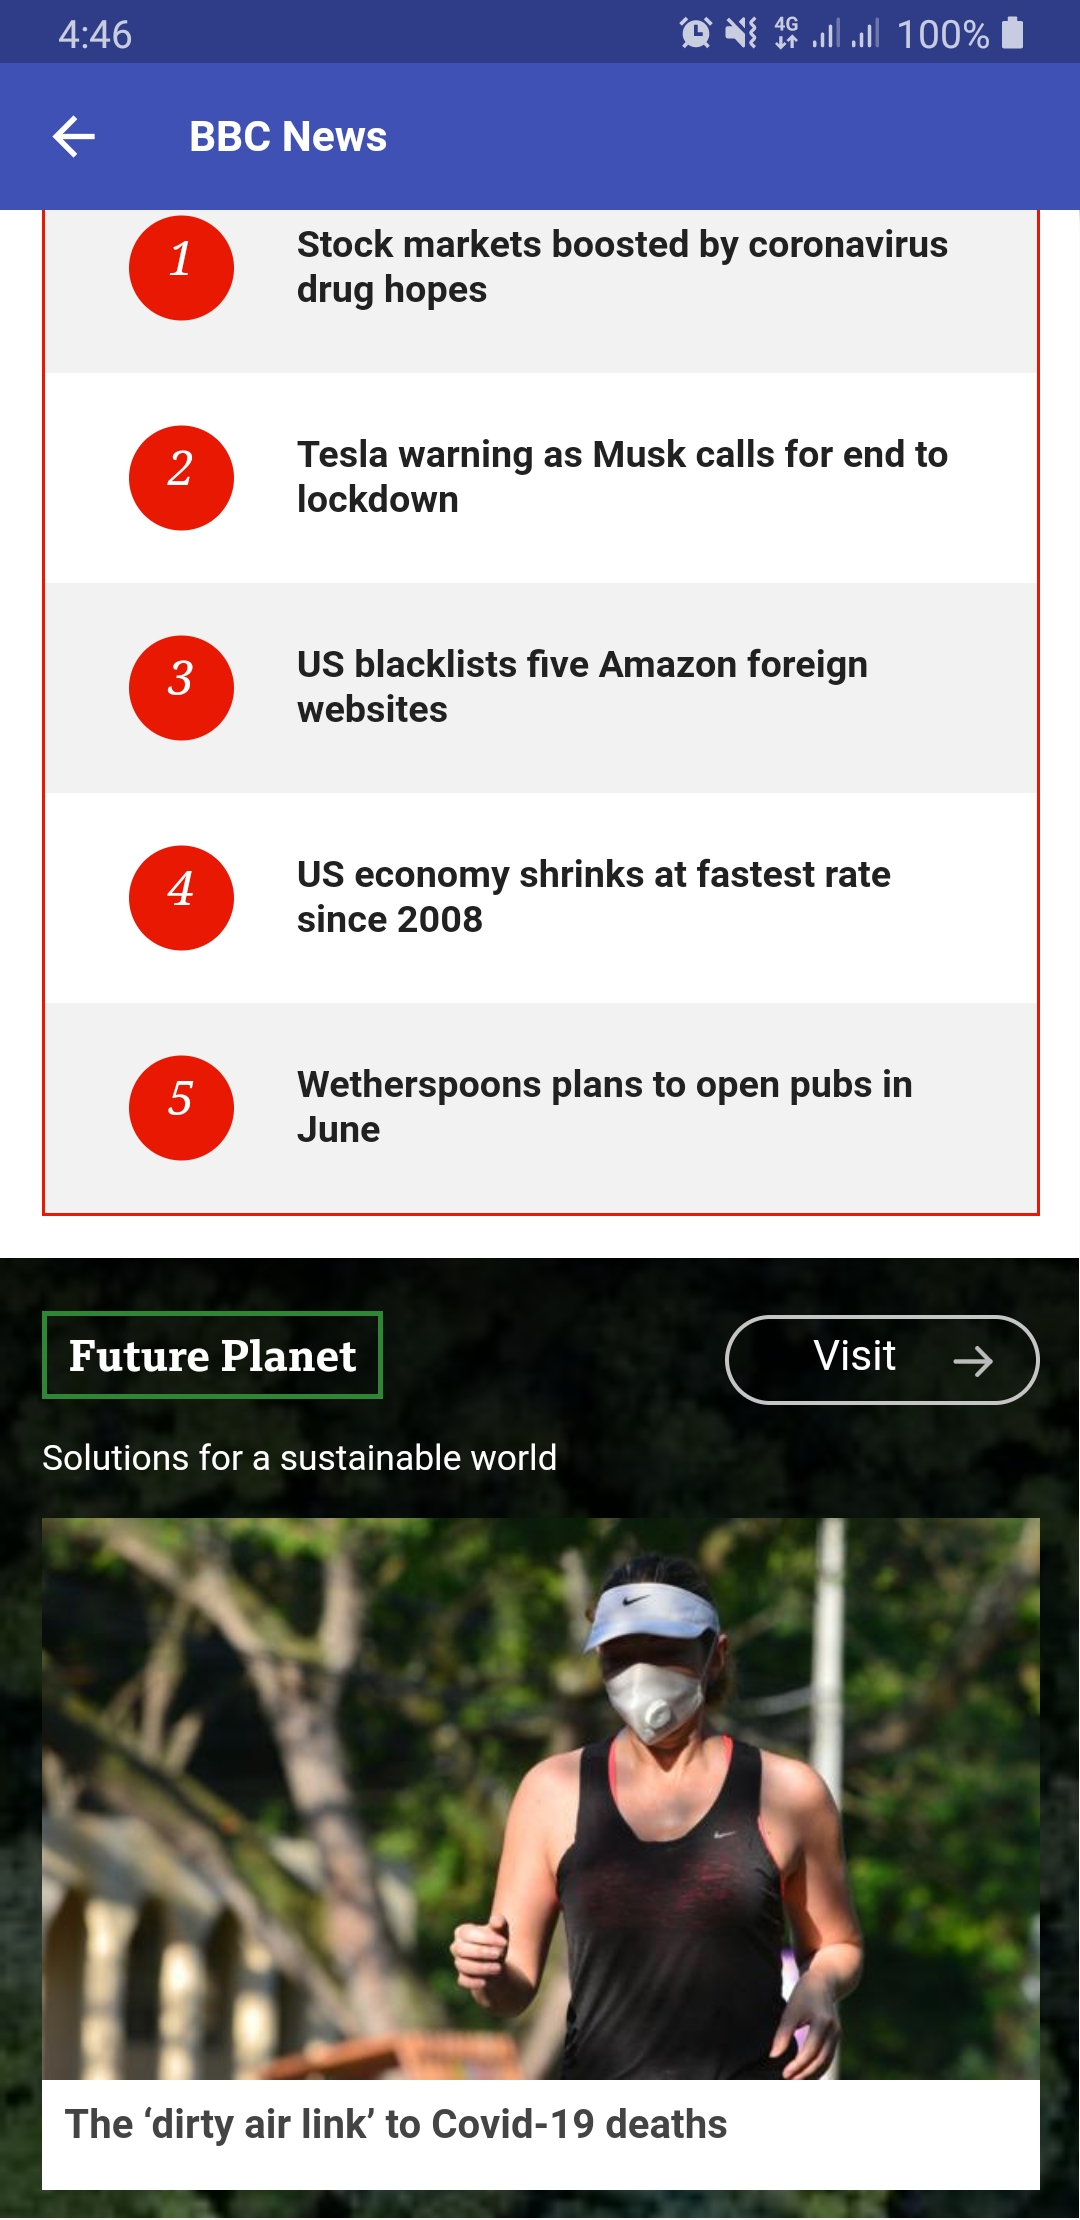 4:46
4G
100%
BBC News
1
Stock markets boosted by coronavirus
drug hopes
2
Tesla warning as Musk calls for end to
lockdown
3
US blacklists five Amazon foreign
websites
4
US economy shrinks at fastest rate
since 2008
5
Wetherspoons plans to open pubs in
June
Future Planet
Visit
Solutions for a sustainable world
The ‘dirty air link’ to Covid-19 deaths